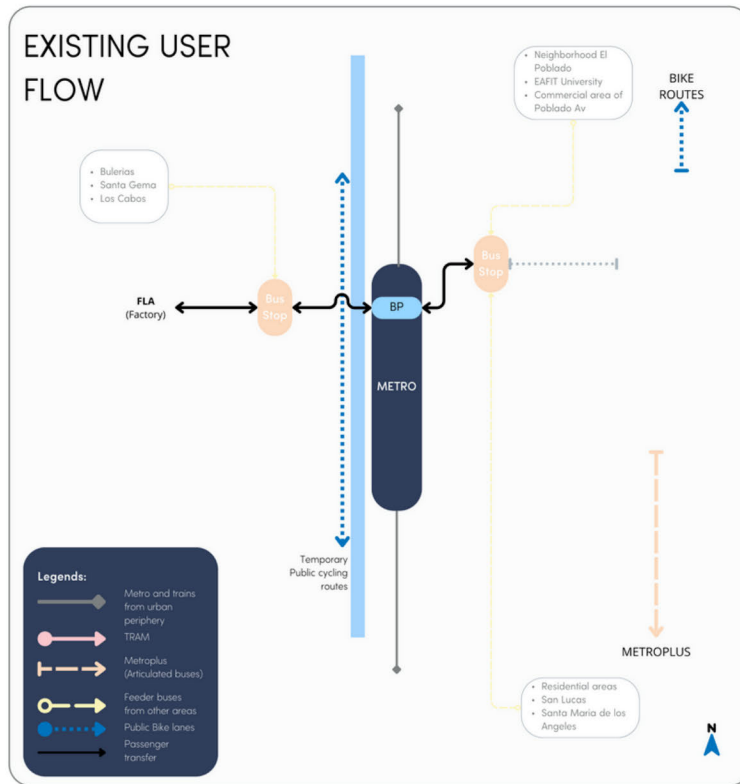 EXISTING USER
FLOW
Neighborhood El
Poblado
EAFIT University
Commercial area of
Poblado Av
BIKE
ROUTES
Bulerias
Santa Gema
Los Cabos
Bus
Stop
FLA
(Factory)
Bus
Stop
BP
METRO
Temporary
Public cycling
routes
METROPLUS
Residential areas
San Lucas
Santa Maria de los
Angeles
Legends:
Metro and trains
from urban
periphery
TRAM
Metroplus
(Articulated buses)
Feeder buses
from other areas
Public Bike lanes
Passenger
transfer
N